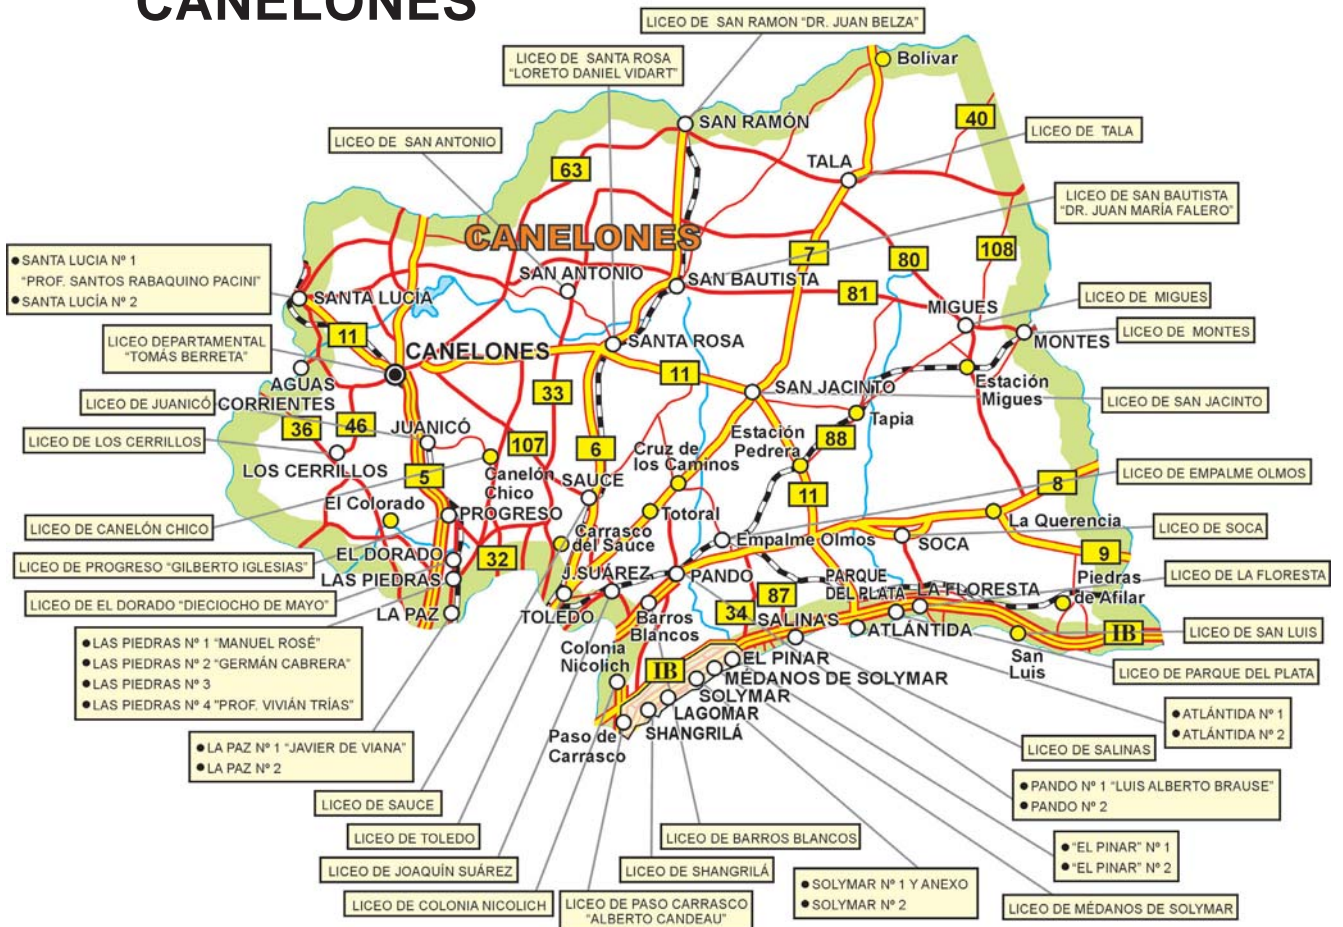 CANELONES
LICEO DE SAN RAMON “DR. JUAN BELZA”
LICEO DE SANTA ROSA
“LORETO DANIEL VIDART”
Bolívar
SAN RAMÓN
40
LICEO DE SAN ANTONIO
LICEO DE TALA
TALA
63
LICEO DE SAN BAUTISTA
“DR. JUAN MARÍA FALERO”
CANELONES
7
80
108
● SANTA LUCIA Nº 1
“PROF. SANTOS RABAQUINO PACINI”
● SANTA LUCÍA Nº 2
SAN ANTONIO
SAN BAUTISTA
81
SANTA LUCÍA
MIGUES
LICEO DE MIGUES
11
LICEO DEPARTAMENTAL
“TOMÁS BERRETA”
CANELONES
SANTA ROSA
MONTES
LICEO DE MONTES
AGUAS
CORRIENTES
11
33
SAN JACINTO
Estación
Migues
LICEO DE JUANICÓ
LICEO DE SAN JACINTO
36
46
JUANICÓ
107
6
Tapia
88
Estación
Pedrera
LICEO DE LOS CERRILLOS
LOS CERRILLOS
5
Canelón
Chico
Cruz de
los Caminos
SAUCE
11
8
LICEO DE EMPALME OLMOS
El Colorado
PROGRESO
Totoral
La Querencia
LICEO DE CANELÓN CHICO
Carrasco
del Sauce
Empalme Olmos
SOCA
LICEO DE SOCA
9
LICEO DE PROGRESO “GILBERTO IGLESIAS”
EL DORADO
32
LAS PIEDRAS
J.SUÁREZ
PANDO
PARQUE
DEL PLATA
LA FLORESTA
Piedras
de Afilar
LICEO DE LA FLORESTA
LICEO DE EL DORADO “DIECIOCHO DE MAYO”
LA PAZ
TOLEDO
Barros
Blancos
34
87
SALINAS
ATLÁNTIDA
San
Luis
IB
LICEO DE SAN LUIS
● LAS PIEDRAS Nº 1 “MANUEL ROSÉ”
● LAS PIEDRAS Nº 2 “GERMÁN CABRERA”
● LAS PIEDRAS Nº 3
● LAS PIEDRAS Nº 4 "PROF. VIVIÁN TRÍAS”
Colonia
Nicolich
IB
EL PINAR
MÉDANOS DE SOLYMAR
SOLYMAR
LAGOMAR
SHANGRILÁ
Paso de
Carrasco
LICEO DE PARQUE DEL PLATA
● ATLÁNTIDA Nº 1
● ATLÁNTIDA Nº 2
● LA PAZ Nº 1 “JAVIER DE VIANA”
● LA PAZ Nº 2
LICEO DE SALINAS
● PANDO Nº 1 “LUIS ALBERTO BRAUSE”
● PANDO Nº 2
LICEO DE SAUCE
LICEO DE TOLEDO
LICEO DE BARROS BLANCOS
● “EL PINAR” Nº 1
● “EL PINAR” Nº 2
LICEO DE JOAQUÍN SUÁREZ
LICEO DE SHANGRILÁ
● SOLYMAR Nº 1 Y ANEXO
● SOLYMAR Nº 2
LICEO DE COLONIA NICOLICH
LICEO DE PASO CARRASCO
“ALBERTO CANDEAU”
LICEO DE MÉDANOS DE SOLYMAR